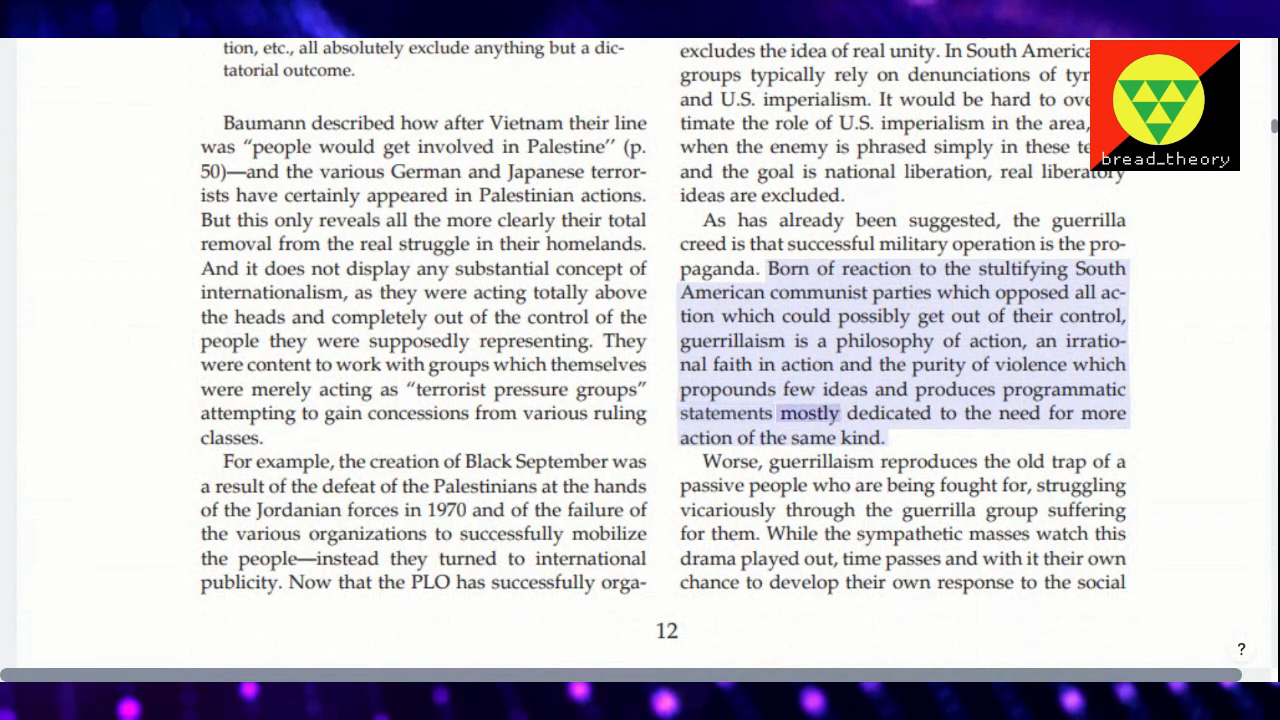 tion, etc., all absolutely exclude anything but a dic-
tatorial outcome.
Baumann described how after Vietnam their line
was “people would get involved in Palestine’’ (p.
50)—and the various German and Japanese terror-
ists have certainly appeared in Palestinian actions.
But this only reveals all the more clearly their total
removal from the real struggle in their homelands.
And it does not display any substantial concept of
internationalism, as they were acting totally above
the heads and completely out of the control of the
people they were supposedly representing. They
were content to work with groups which themselves
were merely acting as “terrorist pressure groups”
attempting to gain concessions from various ruling
classes.
For example, the creation of Black September was
a result of the defeat of the Palestinians at the hands
of the Jordanian forces in 1970 and of the failure of
the various organizations to successfully mobilize
the people—instead they turned to international
publicity. Now that the PLO has successfully orga-
excludes the idea of real unity. In South America
groups typically rely on denunciations of
and U.S. imperialism. It would be hard to
timate the role of U.S. imperialism in the area,
when the enemy is phrased simply in these
and the goal is national liberation, real liberatory
ideas are excluded.
As has already been suggested, the guerrilla
creed is that successful military operation is the pro-
paganda. Born of reaction to the stultifying South
American communist parties which opposed all ac-
tion which could possibly get out of their control,
guerrillaism is a philosophy of action, an irratio-
nal faith in action and the purity of violence which
propounds few ideas and produces programmatic
statements mostly dedicated to the need for more
action of the same kind.
Worse, guerrillaism reproduces the old trap of a
passive people who are being fought for, struggling
vicariously through the guerrilla group suffering
for them. While the sympathetic masses watch this
drama played out, time passes and with it their own
chance to develop their own response to the social
12
bread_theory
?